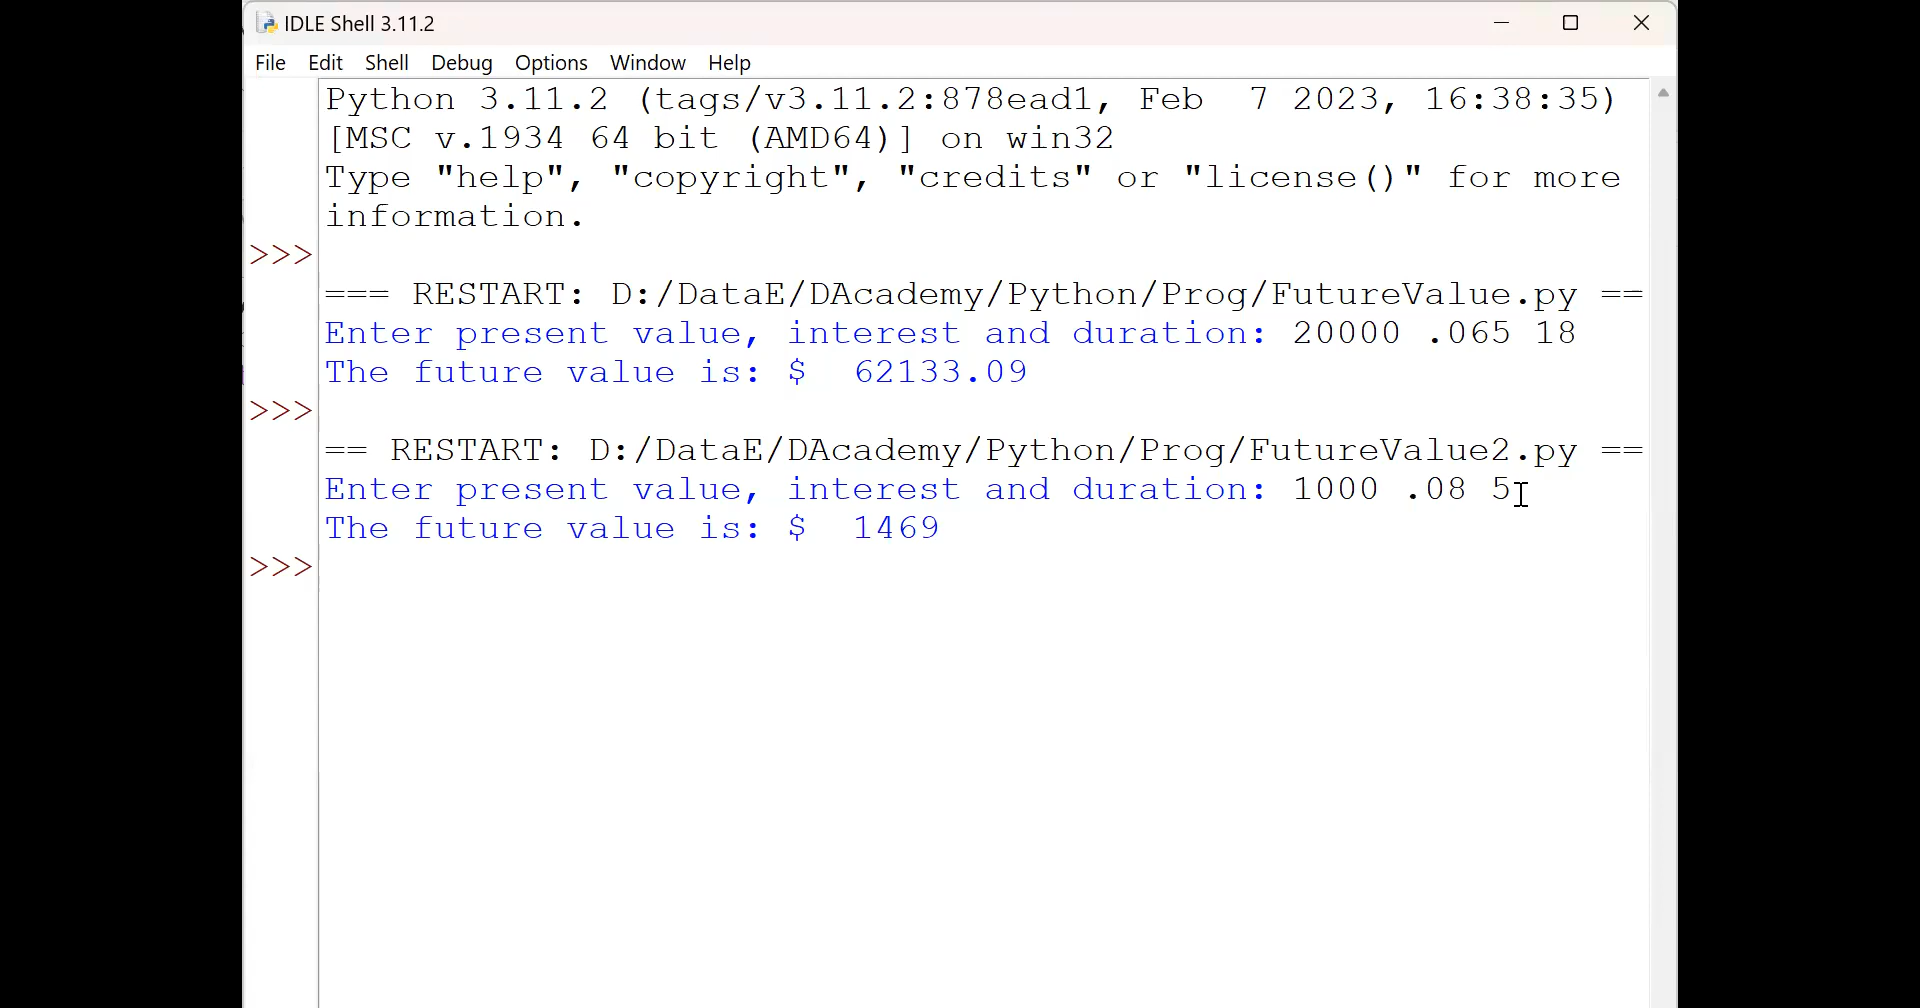 IDLE Shell 3.11.2
File Edit Shell Debug Options Window Help
Python 3.11.2 (tags/v3.11.2:878ead1, Feb  7 2023, 16:38:35)
[MSC v.1934 64 bit (AMD64)] on win32
Type "help", "copyright", "credits" or "license()" for more
information.
>>>
=== RESTART: D:/DataE/DAcademy/Python/Prog/FutureValue.py ==
Enter present value, interest and duration: 20000 .065 18
The future value is: $  62133.09
>>>
== RESTART: D:/DataE/DAcademy/Python/Prog/FutureValue2.py ==
Enter present value, interest and duration: 1000 .08 5
The future value is: $  1469
>>>